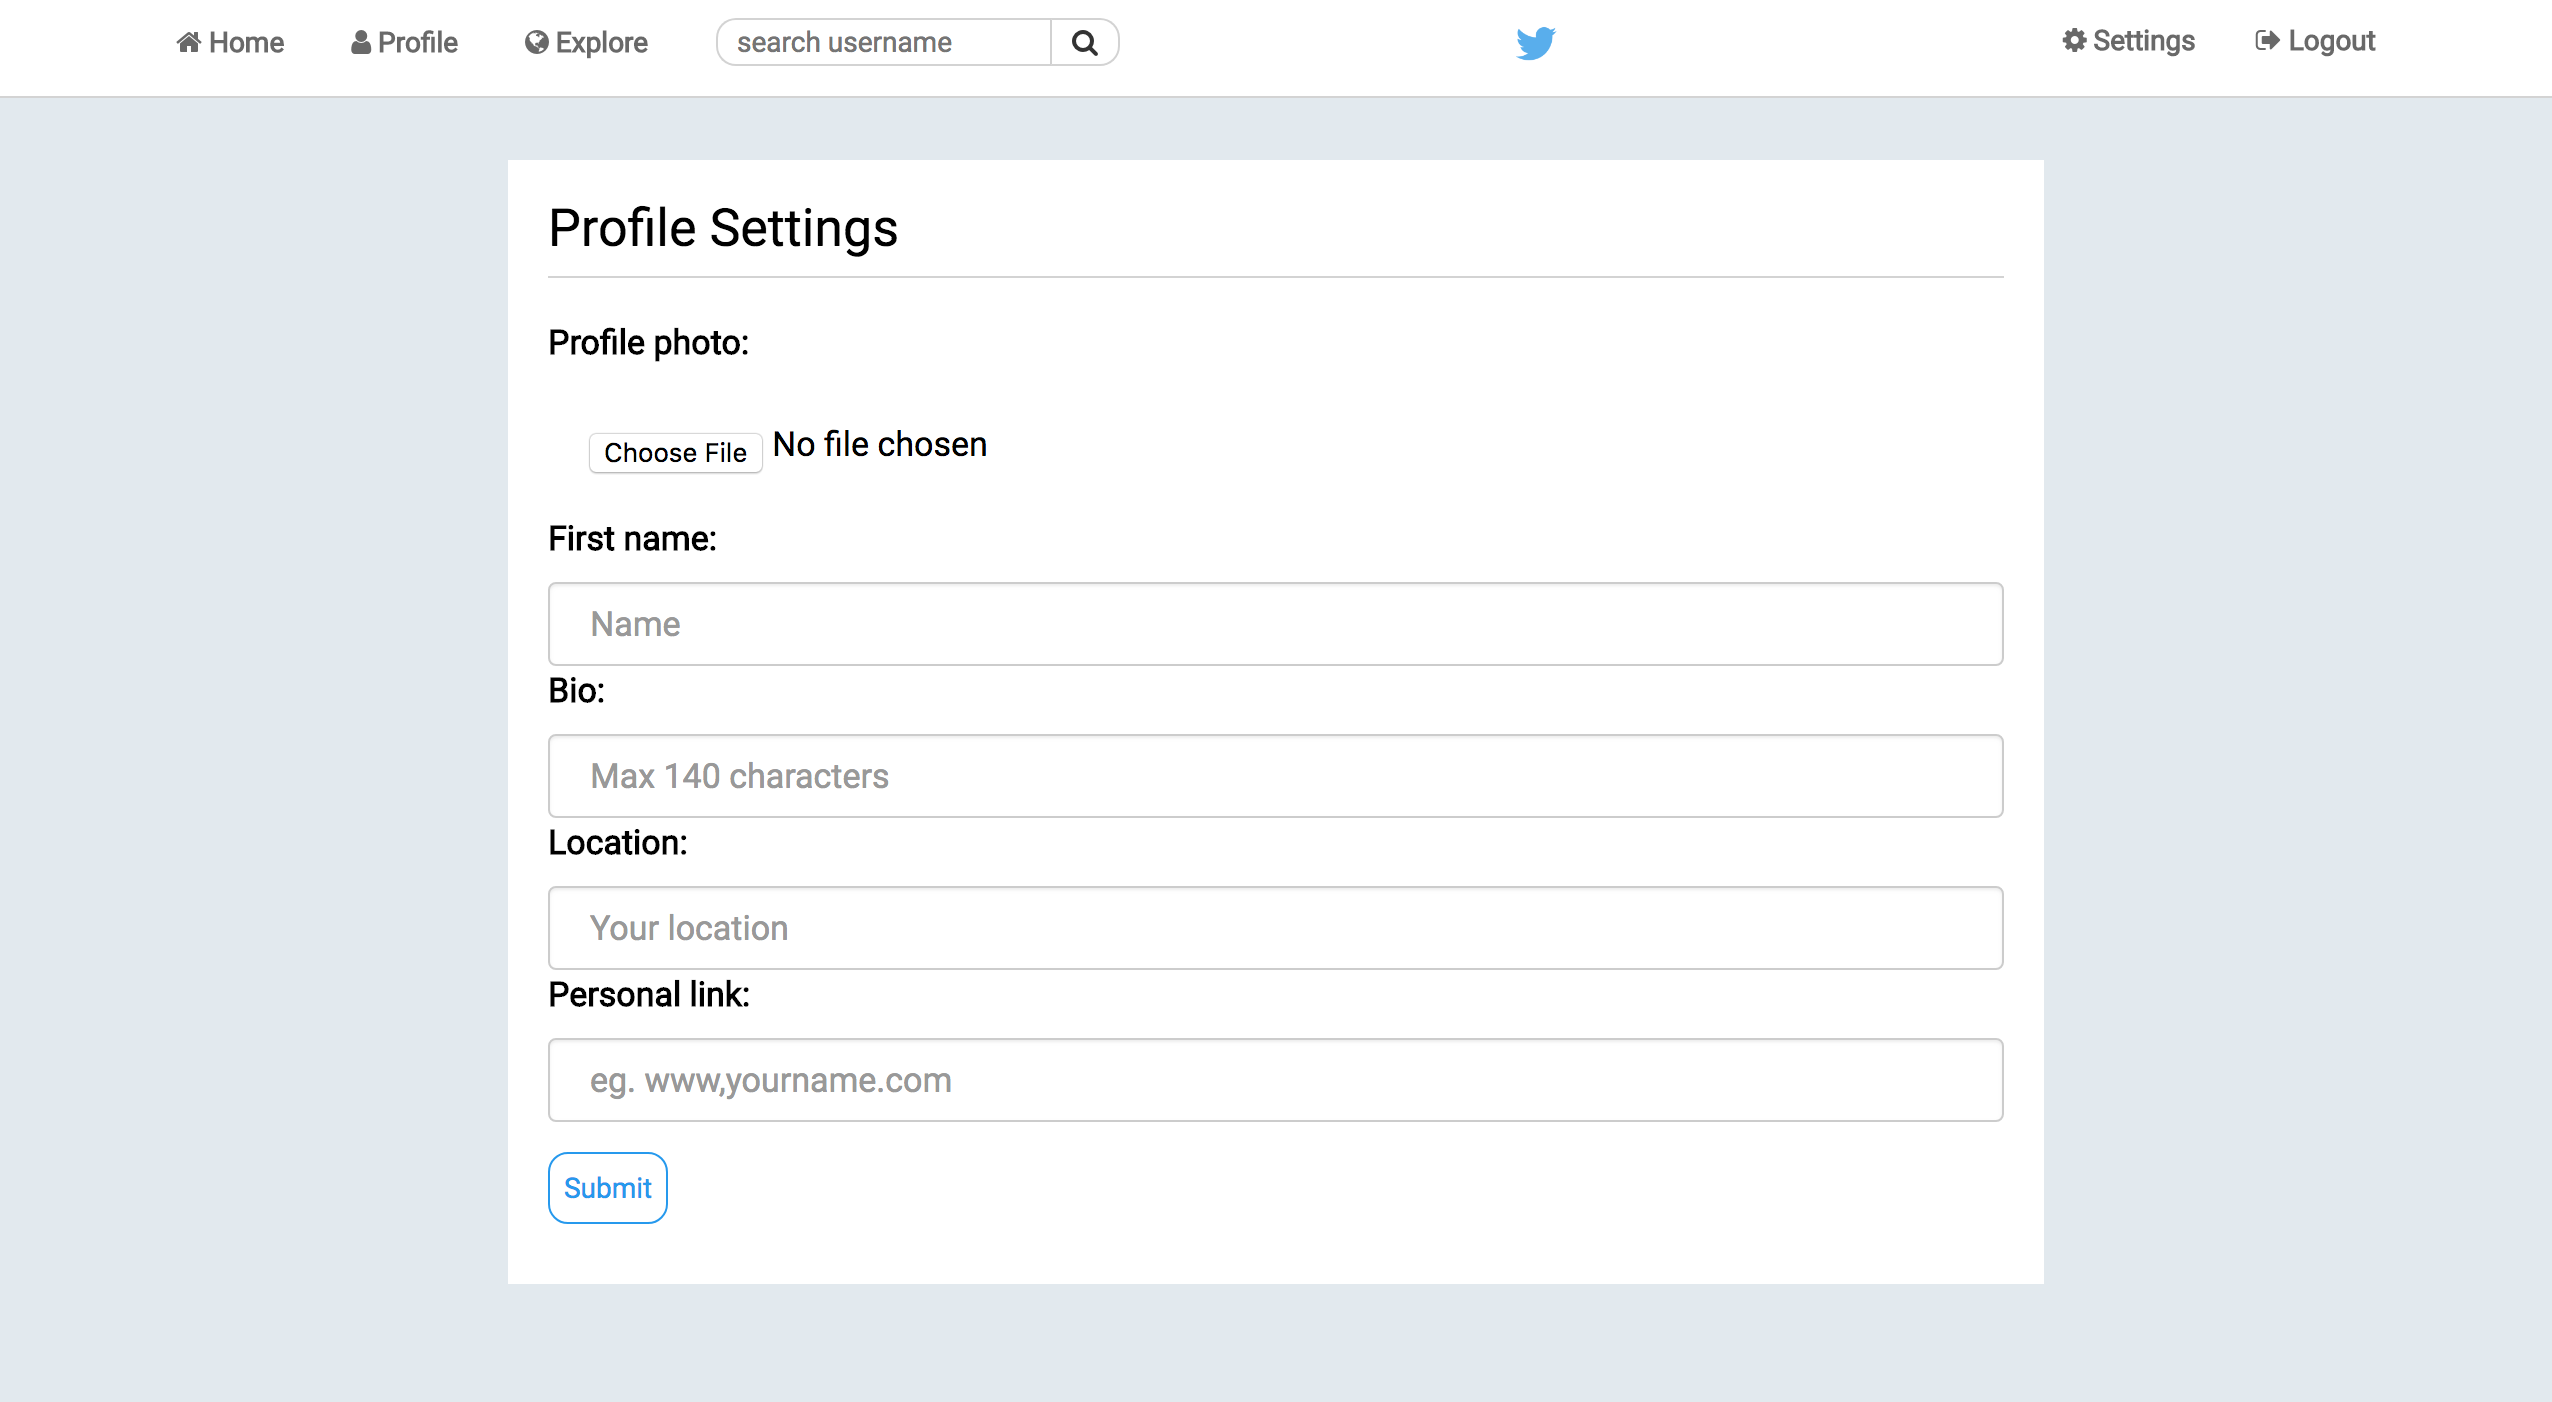 Home Profile Explore search username Settings Logout
Profile Settings
Profile photo:
Choose File No file chosen
First name:
Name
Bio:
Max 140 characters
Location:
Your location
Personal link:
eg. www,yourname.com
Submit